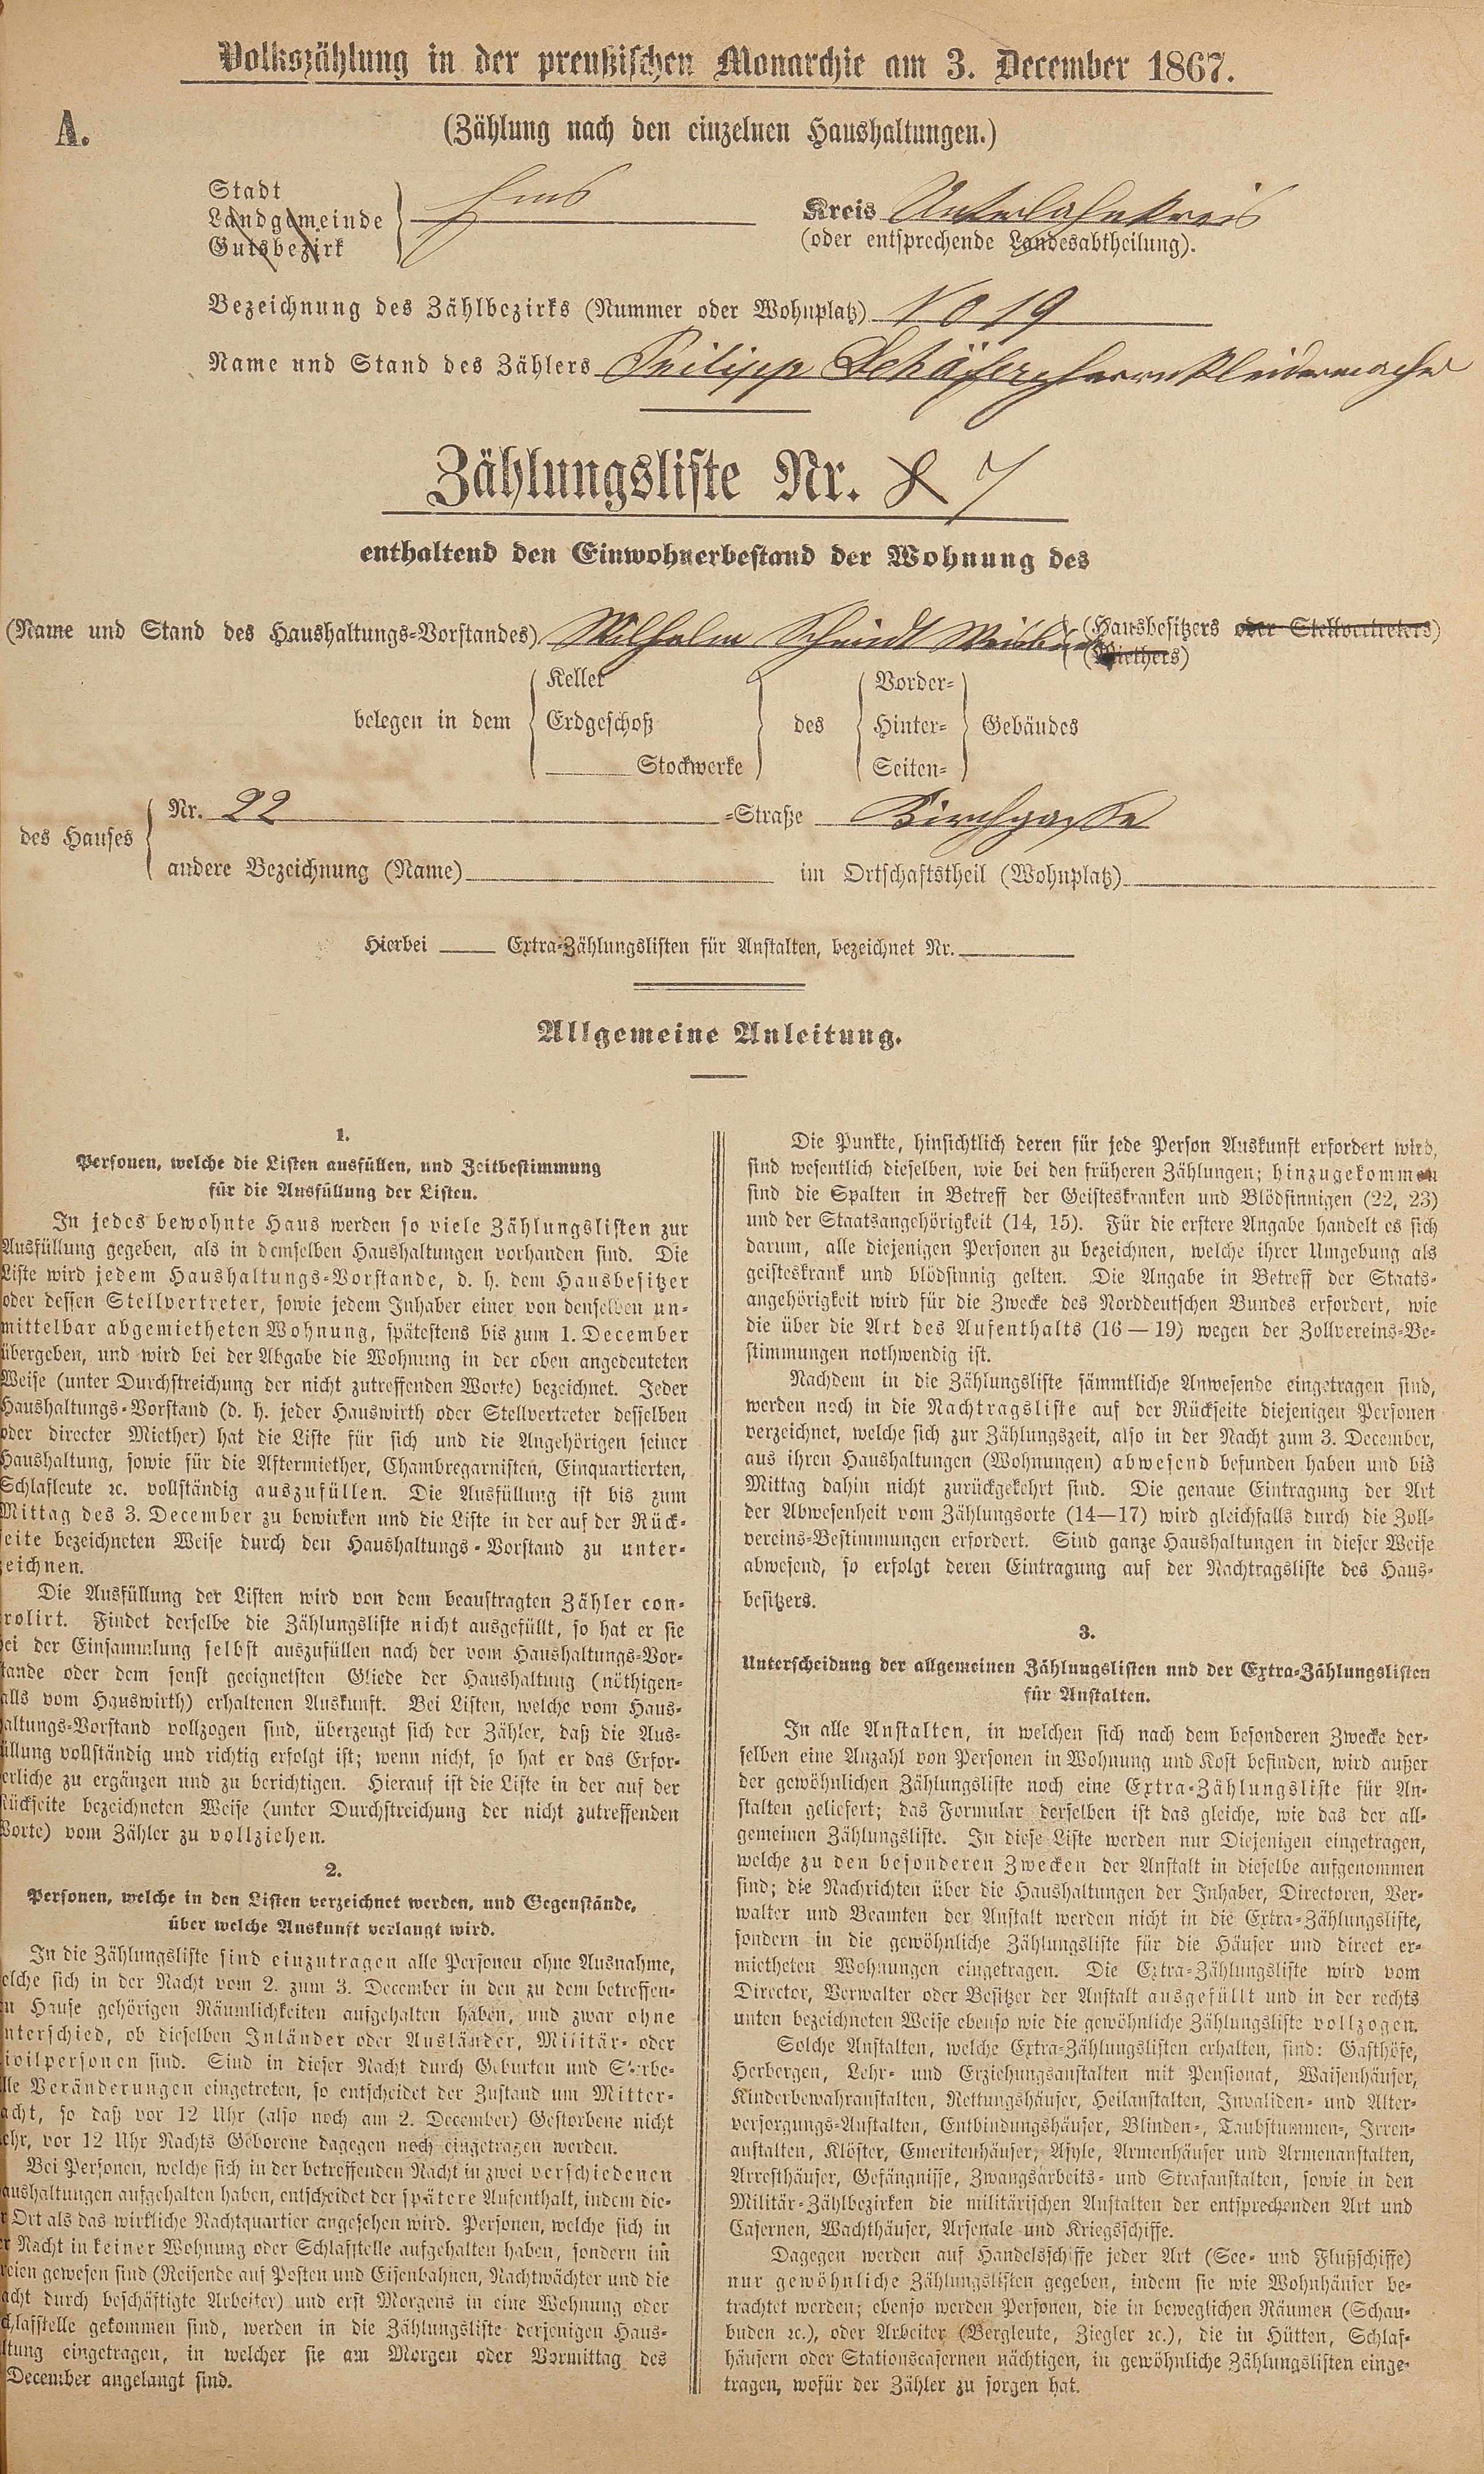 Volkszählung in der preußischen Monarchie am 3. December 1867.
A.
(Zählung nach den einzelnen Haushaltungen.)
Stadt
Landgemeinde
Gutsbezirk
Ems
Kreis Unterlahnkreis
(oder entsprechende Landesabtheilung).
Bezeichnung des Zählbezirks (Nummer oder Wohnplatz) No 19
Name und Stand des Zählers Philipp Schäfer, Herrnkleidermacher
Zählungsliste Nr. 8 7
enthaltend den Einwohnerbestand der Wohnung des
(Name und Stand des Haushaltungs-Vorstandes) Wilhelm Schmidt
(Hausbesitzers oder Stellvertreters)
(Miethers)
belegen in dem
Keller
Erdgeschoß
Stockwerke
des
Vorder-
Hinter-
Seiten-
Gebäudes
des Hauses
Nr. 22 -Straße Kirchgasse
andere Bezeichnung (Name) im Ortschaftstheil (Wohnplatz)
Hierbei Extra-Zählungslisten für Anstalten, bezeichnet Nr.
Allgemeine Anleitung.
1.
Personen, welche die Listen ausfüllen, und Zeitbestimmung
für die Ausfüllung der Listen.
In jedes bewohnte Haus werden so viele Zählungslisten zur
Ausfüllung gegeben, als in demselben Haushaltungen vorhanden sind. Die
Liste wird jedem Haushaltungs-Vorstande, d. h. dem Hausbesitzer
oder dessen Stellvertreter, sowie jedem Inhaber einer von denselben un-
mittelbar abgemietheten Wohnung, spätestens bis zum 1. December
übergeben, und wird bei der Abgabe die Wohnung in der oben angedeuteten
Weise (unter Durchstreichung der nicht zutreffenden Worte) bezeichnet. Jeder
Haushaltungs-Vorstand (d. h. jeder Hauswirth oder Stellvertreter desselben
oder directer Miether) hat die Liste für sich und die Angehörigen seiner
Haushaltung, sowie für die Aftermiether, Chambregarnisten, Einquartierten,
Schlafleute ꝛc. vollständig auszufüllen. Die Ausfüllung ist bis zum
Mittag des 3. December zu bewirken und die Liste in der auf der Rück-
seite bezeichneten Weise durch den Haushaltungs-Vorstand zu unter-
zeichnen.
Die Ausfüllung der Listen wird von dem beauftragten Zähler con-
rolirt. Findet derselbe die Zählungsliste nicht ausgefüllt, so hat er sie
ei der Einsammlung selbst auszufüllen nach der vom Haushaltungs-Vor-
tande oder dem sonst geeignetsten Gliede der Haushaltung (nöthigen-
alls vom Hauswirth) erhaltenen Auskunft. Bei Listen, welche vom Haus-
altungs-Vorstand vollzogen sind, überzeugt sich der Zähler, daß die Aus-
üllung vollständig und richtig erfolgt ist; wenn nicht, so hat er das Erfor-
erliche zu ergänzen und zu berichtigen. Hierauf ist die Liste in der auf der
Rückseite bezeichneten Weise (unter Durchstreichung der nicht zutreffenden
Worte) vom Zähler zu vollziehen.
2.
Personen, welche in den Listen verzeichnet werden, und Gegenstände,
über welche Auskunft verlangt wird.
In die Zählungsliste sind einzutragen alle Personen ohne Ausnahme,
elche sich in der Nacht vom 2. zum 3. December in den zu dem betreffen-
n Hause gehörigen Räumlichkeiten aufgehalten haben, und zwar ohne
nterschied, ob dieselben Inländer oder Ausländer, Militär- oder
ivilpersonen sind. Sind in dieser Nacht durch Geburten und Sterbe-
lle Veränderungen eingetreten, so entscheidet der Zustand um Mitter-
acht, so daß vor 12 Uhr (also noch am 2. December) Gestorbene nicht
ehr, vor 12 Uhr Nachts Geborene dagegen noch eingetragen werden.
Bei Personen, welche sich in der betreffenden Nacht in zwei verschiedenen
aushaltungen aufgehalten haben, entscheidet der spätere Aufenthalt, indem die-
r Ort als das wirkliche Nachtquartier angesehen wird. Personen, welche sich in
r Nacht in keiner Wohnung oder Schlafstelle aufgehalten haben, sondern im
reien gewesen sind (Reisende auf Posten und Eisenbahnen, Nachtwächter und die
acht durch beschäftigte Arbeiter) und erst Morgens in eine Wohnung oder
chlafstelle gekommen sind, werden in die Zählungsliste derjenigen Haus-
ltung eingetragen, in welcher sie am Morgen oder Vormittag des
December angelangt sind.
Die Punkte, hinsichtlich deren für jede Person Auskunft erfordert wird,
sind wesentlich dieselben, wie bei den früheren Zählungen; hinzugekommen
sind die Spalten in Betreff der Geisteskranken und Blödsinnigen (22, 23)
und der Staatsangehörigkeit (14, 15). Für die erstere Angabe handelt es sich
darum, alle diejenigen Personen zu bezeichnen, welche ihrer Umgebung als
geisteskrank und blödsinnig gelten. Die Angabe in Betreff der Staats-
angehörigkeit wird für die Zwecke des Norddeutschen Bundes erfordert, wie
die über die Art des Aufenthalts (16—19) wegen der Zollvereins-Be-
stimmungen nothwendig ist.
Nachdem in die Zählungsliste sämmtliche Anwesende eingetragen sind,
werden noch in die Nachtragsliste auf der Rückseite diejenigen Personen
verzeichnet, welche sich zur Zählungszeit, also in der Nacht zum 3. December,
aus ihren Haushaltungen (Wohnungen) abwesend befunden haben und bis
Mittag dahin nicht zurückgekehrt sind. Die genaue Eintragung der Art
der Abwesenheit vom Zählungsorte (14—17) wird gleichfalls durch die Zoll-
vereins-Bestimmungen erfordert. Sind ganze Haushaltungen in dieser Weise
abwesend, so erfolgt deren Eintragung auf der Nachtragsliste des Haus-
besitzers.
3.
Unterscheidung der allgemeinen Zählungslisten und der Extra-Zählungslisten
für Anstalten.
In alle Anstalten, in welchen sich nach dem besonderen Zwecke der-
selben eine Anzahl von Personen in Wohnung und Kost befinden, wird außer
der gewöhnlichen Zählungsliste noch eine Extra-Zählungsliste für An-
stalten geliefert; das Formular derselben ist das gleiche, wie das der all-
gemeinen Zählungsliste. In diese Liste werden nur Diejenigen eingetragen,
welche zu den besonderen Zwecken der Anstalt in dieselbe aufgenommen
sind; die Nachrichten über die Haushaltungen der Inhaber, Directoren, Ver-
walter und Beamten der Anstalt werden nicht in die Extra-Zählungsliste,
sondern in die gewöhnliche Zählungsliste für die Häuser und direct er-
mietheten Wohnungen eingetragen. Die Extra-Zählungsliste wird vom
Director, Verwalter oder Besitzer der Anstalt ausgefüllt und in der rechts
unten bezeichneten Weise ebenso wie die gewöhnliche Zählungsliste vollzogen.
Solche Anstalten, welche Extra-Zählungslisten erhalten, sind: Gasthöfe,
Herbergen, Lehr- und Erziehungsanstalten mit Pensionat, Waisenhäuser,
Kinderbewahranstalten, Rettungshäuser, Heilanstalten, Invaliden- und Alter-
versorgungs-Anstalten, Entbindungshäuser, Blinden-, Taubstummen-, Irren-
anstalten, Klöster, Emeritenhäuser, Asyle, Armenhäuser und Armenanstalten,
Arresthäuser, Gefängnisse, Zwangsarbeits- und Strafanstalten, sowie in den
Militär-Zählbezirken die militärischen Anstalten der entsprechenden Art und
Casernen, Wachthäuser, Arsenale und Kriegsschiffe.
Dagegen werden auf Handelsschiffe jeder Art (See- und Flußschiffe)
nur gewöhnliche Zählungslisten gegeben, indem sie wie Wohnhäuser be-
trachtet werden; ebenso werden Personen, die in beweglichen Räumen (Schau-
buden ꝛc.), oder Arbeiter (Bergleute, Ziegler ꝛc.), die in Hütten, Schlaf-
häusern oder Stationscasernen nächtigen, in gewöhnliche Zählungslisten einge-
tragen, wofür der Zähler zu sorgen hat.